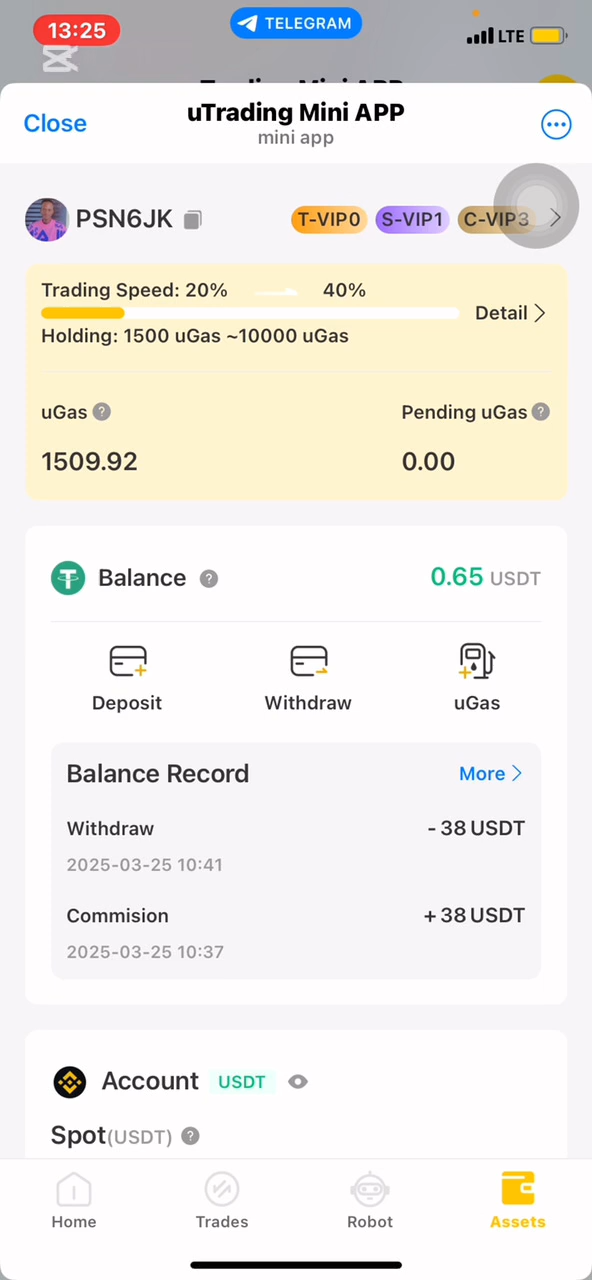 13:25
TELEGRAM
LTE
Close
uTrading Mini APP
mini app
PSN6JK
T-VIP0
S-VIP1
C-VIP3
Trading Speed: 20%
40%
Detail
Holding: 1500 uGas ~10000 uGas
uGas
Pending uGas
1509.92
0.00
Balance
0.65 USDT
Deposit
Withdraw
uGas
Balance Record
More
Withdraw
- 38 USDT
2025-03-25 10:41
Commision
+ 38 USDT
2025-03-25 10:37
Account
USDT
Spot(USDT)
Home
Trades
Robot
Assets